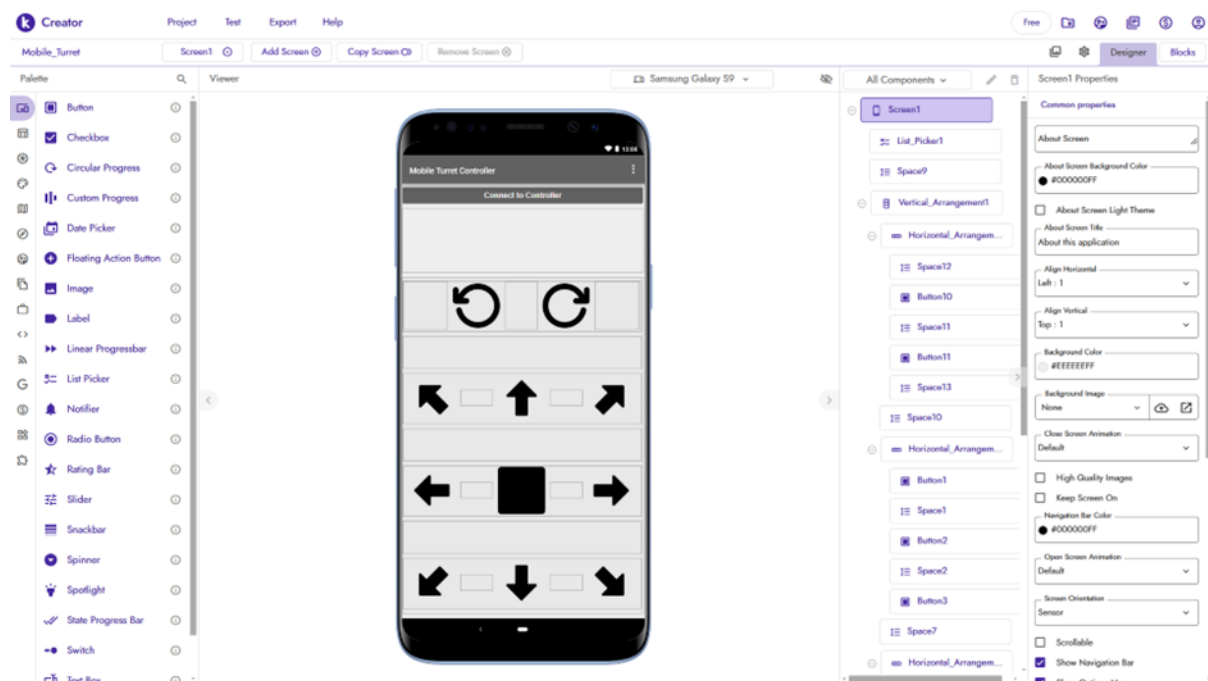 Creator
Project
Test
Export
Help
Free
Mobile_Turret
Screen1
Add Screen
Copy Screen
Remove Screen
Designer
Blocks
Palette
Viewer
Samsung Galaxy S9
All Components
Screen1 Properties
Button
Checkbox
Circular Progress
Custom Progress
Date Picker
Floating Action Button
Image
Label
Linear Progressbar
List Picker
Notifier
Radio Button
Rating Bar
Slider
Snackbar
Spinner
Spotlight
State Progress Bar
Switch
Text Box
Mobile Turret Controller
Connect to Controller
Screen1
List_Picker1
Space9
Vertical_Arrangement1
Horizontal_Arrangem...
Space12
Button10
Space11
Button11
Space13
Space10
Horizontal_Arrangem...
Button1
Space1
Button2
Space2
Button3
Space7
Horizontal_Arrangem...
Common properties
About Screen
About Screen Background Color
#000000FF
About Screen Light Theme
About Screen Title
About this application
Align Horizontal
Left : 1
Align Vertical
Top : 1
Background Color
#EEEEEEFF
Background Image
None
Close Screen Animation
Default
High Quality Images
Keep Screen On
Navigation Bar Color
#000000FF
Open Screen Animation
Default
Screen Orientation
Sensor
Scrollable
Show Navigation Bar